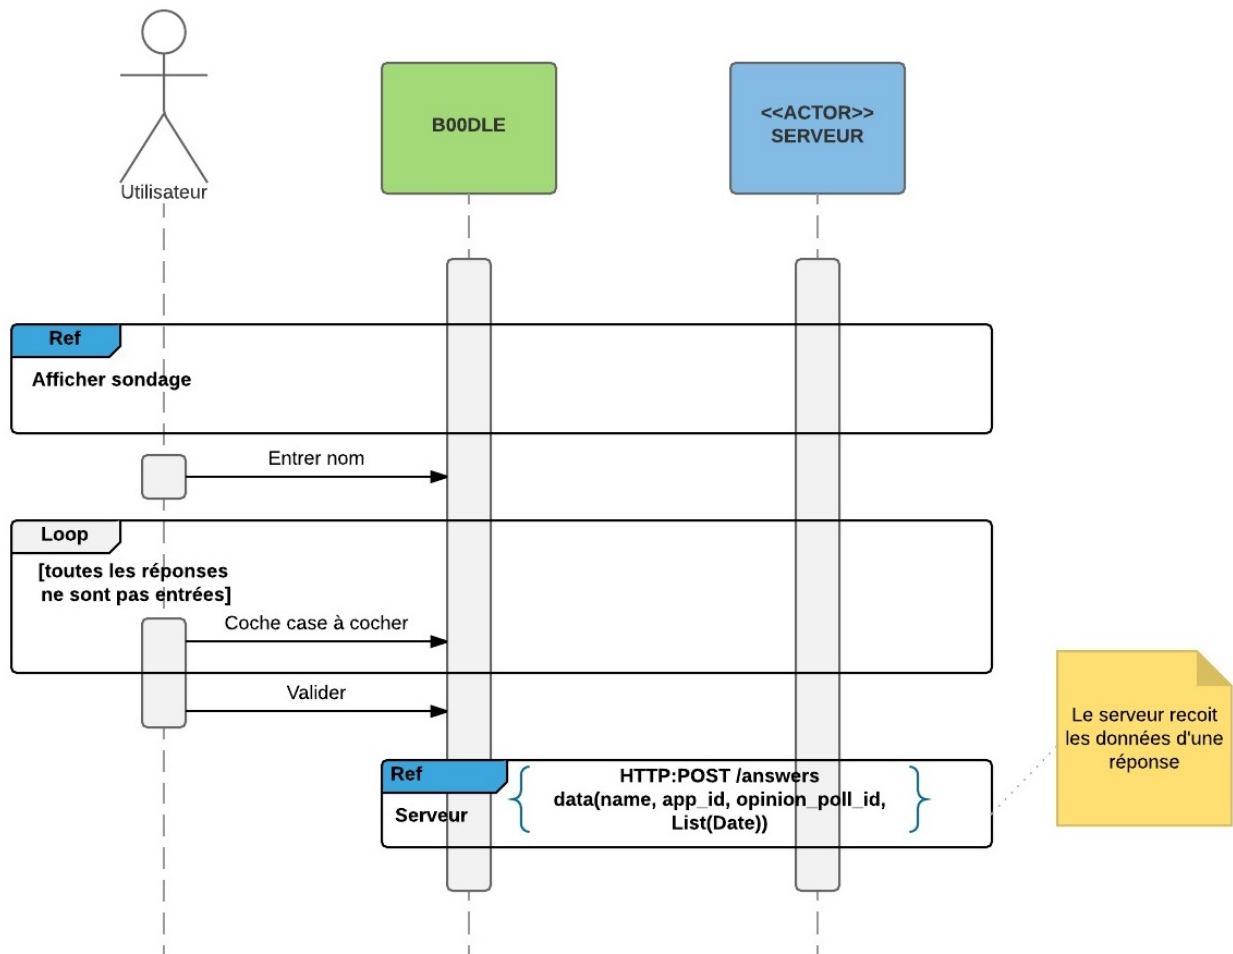 Utilisateur
B00DLE
<<ACTOR>>
SERVEUR
Ref
Afficher sondage
Entrer nom
Loop
[toutes les réponses
ne sont pas entrées]
Coche case à cocher
Valider
Ref
Serveur
HTTP:POST /answers
data(name, app_id, opinion_poll_id,
List(Date))
Le serveur recoit
les données d'une
réponse